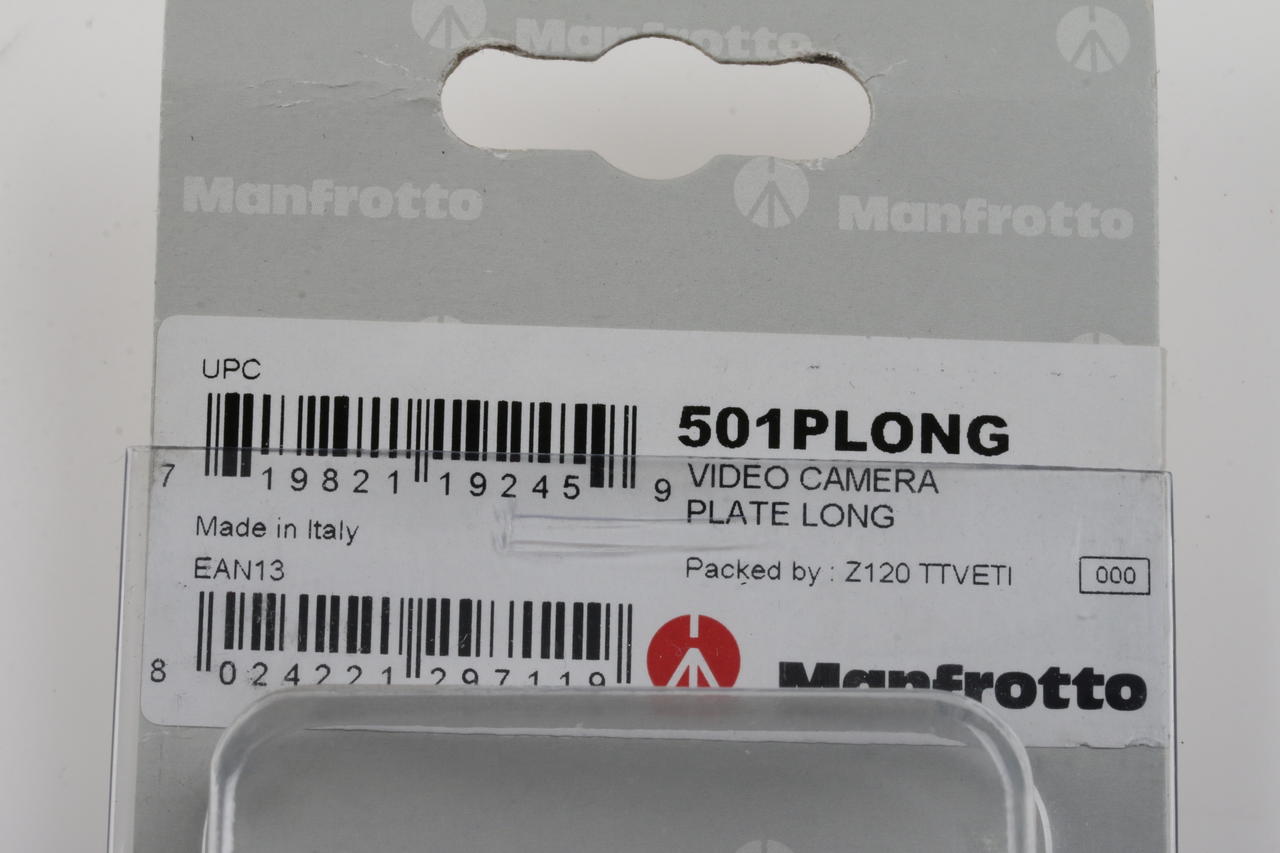 Manfrotto
Manfrotto
Manfrotto
UPC
7 19821 19245 9
501PLONG
VIDEO CAMERA
PLATE LONG
Made in Italy
EAN13
Packed by : Z120 TTVETI
000
8 024221 297119
Manfrotto